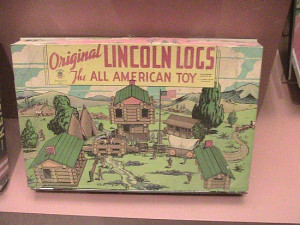 Original LINCOLN LOGS
The ALL AMERICAN TOY